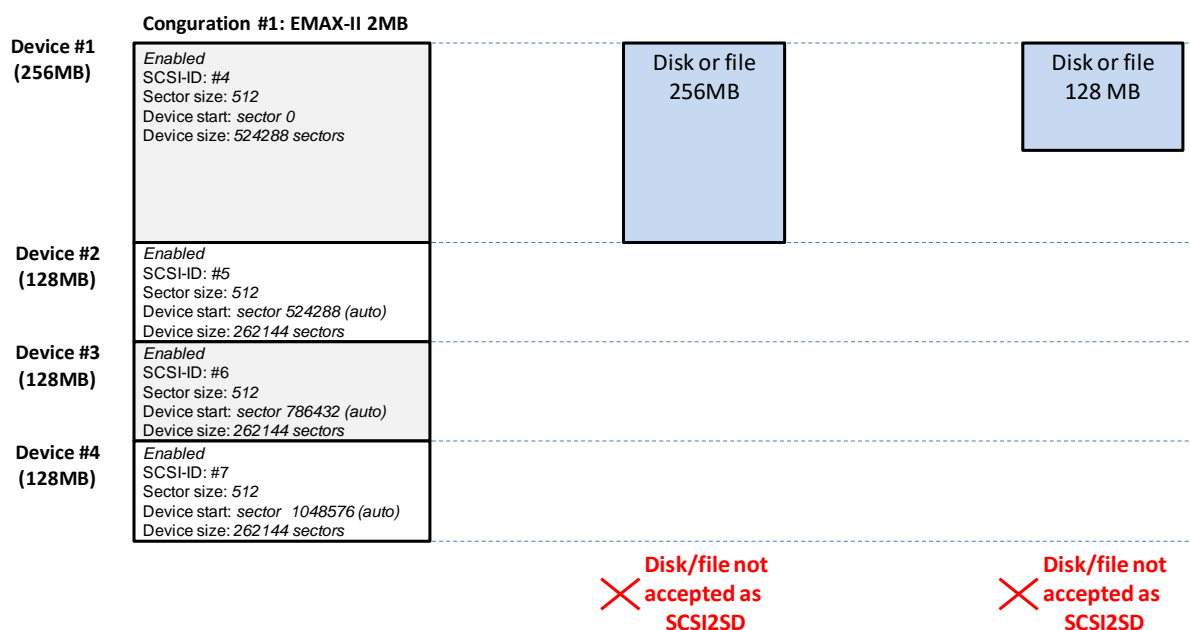 Conguration #1: EMAX-II 2MB
Device #1
(256MB)
Enabled
SCSI-ID: #4
Sector size: 512
Device start: sector 0
Device size: 524288 sectors
Disk or file
256MB
Disk or file
128 MB
Device #2
(128MB)
Enabled
SCSI-ID: #5
Sector size: 512
Device start: sector 524288 (auto)
Device size: 262144 sectors
Device #3
(128MB)
Enabled
SCSI-ID: #6
Sector size: 512
Device start: sector 786432 (auto)
Device size: 262144 sectors
Device #4
(128MB)
Enabled
SCSI-ID: #7
Sector size: 512
Device start: sector 1048576 (auto)
Device size: 262144 sectors
Disk/file not
accepted as
SCSI2SD
Disk/file not
accepted as
SCSI2SD